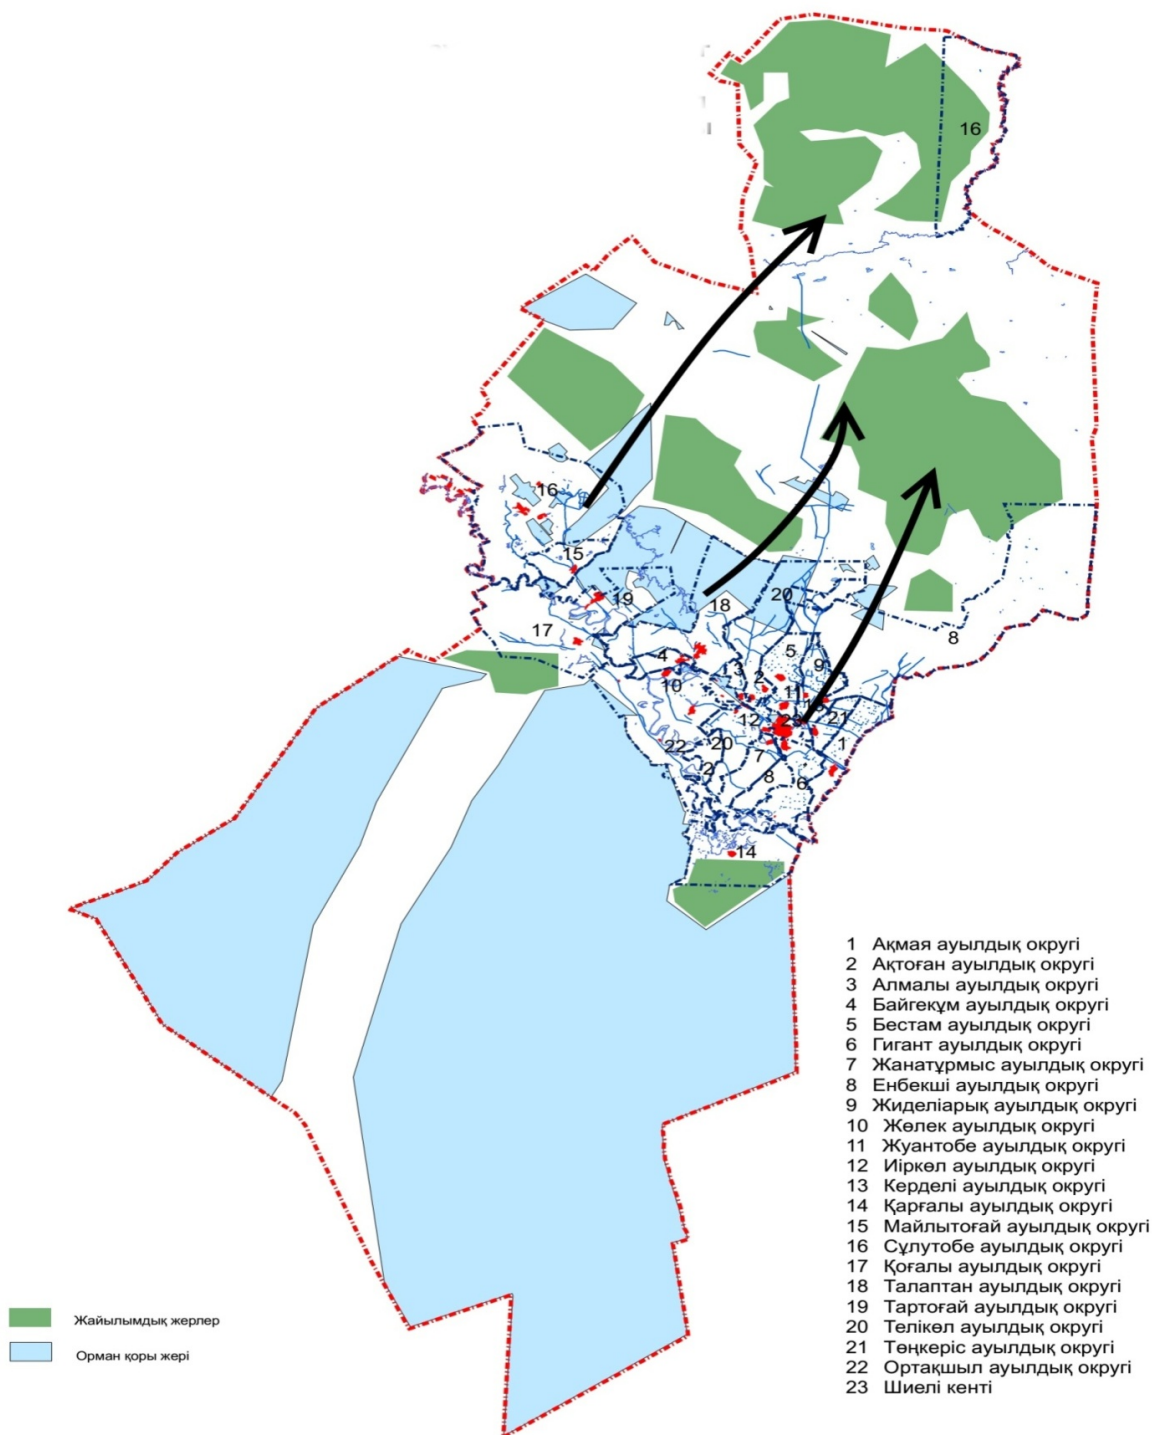 16
16
15
19
18
20
17
8
5
9
4
3
2
10
11
13
12
23
21
22
20
7
1
2
8
6
14
1 Ақмая ауылдық округі
2 Ақтоған ауылдық округі
3 Алмалы ауылдық округі
4 Байгекұм ауылдық округі
5 Бестам ауылдық округі
6 Гигант ауылдық округі
7 Жанатұрмыс ауылдық округі
8 Енбекші ауылдық округі
9 Жиделіарық ауылдық округі
10 Жөлек ауылдық округі
11 Жуантобе ауылдық округі
12 Иіркөл ауылдық округі
13 Керделі ауылдық округі
14 Қарғалы ауылдық округі
15 Майлытоғай ауылдық округі
16 Сұлутобе ауылдық округі
17 Қоғалы ауылдық округі
18 Талаптан ауылдық округі
19 Тартоғай ауылдық округі
20 Телікөл ауылдық округі
21 Төңкеріс ауылдық округі
22 Ортақшыл ауылдық округі
23 Шиелі кенті
Жайылымдық жерлер
Орман қоры жері